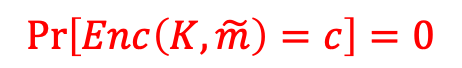 Pr[Enc(K, m̃) = c] = 0